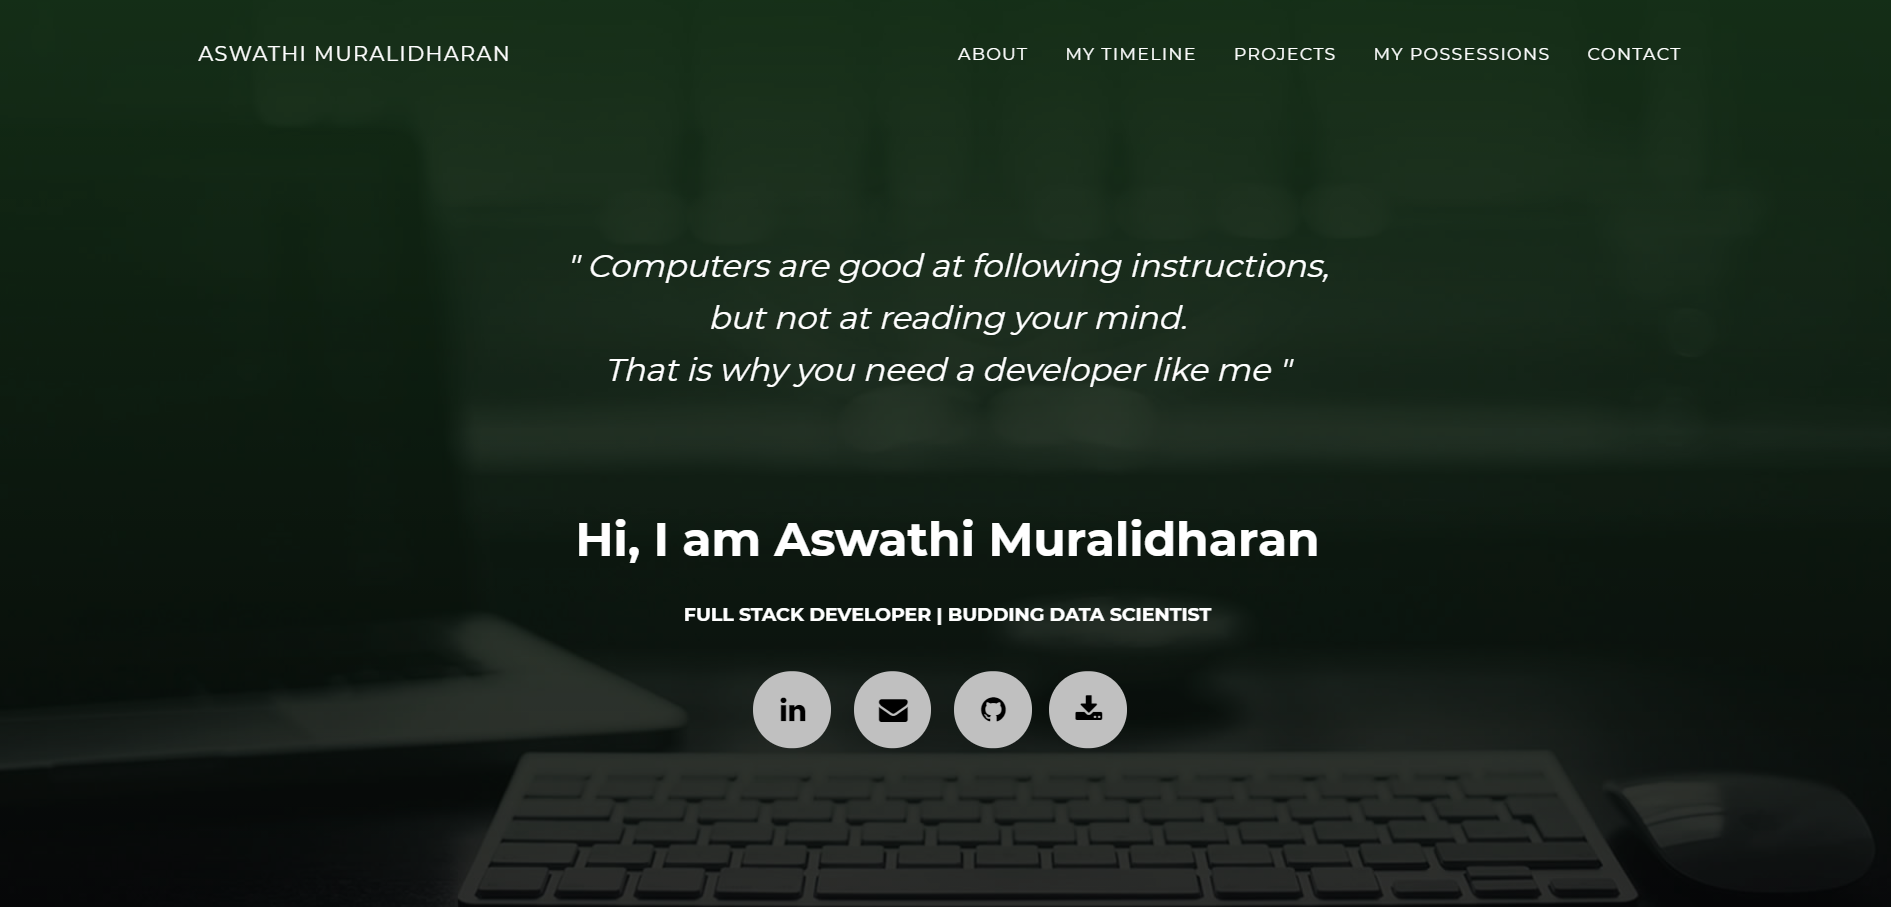 ASWATHI MURALIDHARAN
ABOUT MY TIMELINE PROJECTS MY POSSESSIONS CONTACT
" Computers are good at following instructions,
but not at reading your mind.
That is why you need a developer like me "
Hi, I am Aswathi Muralidharan
FULL STACK DEVELOPER | BUDDING DATA SCIENTIST
in